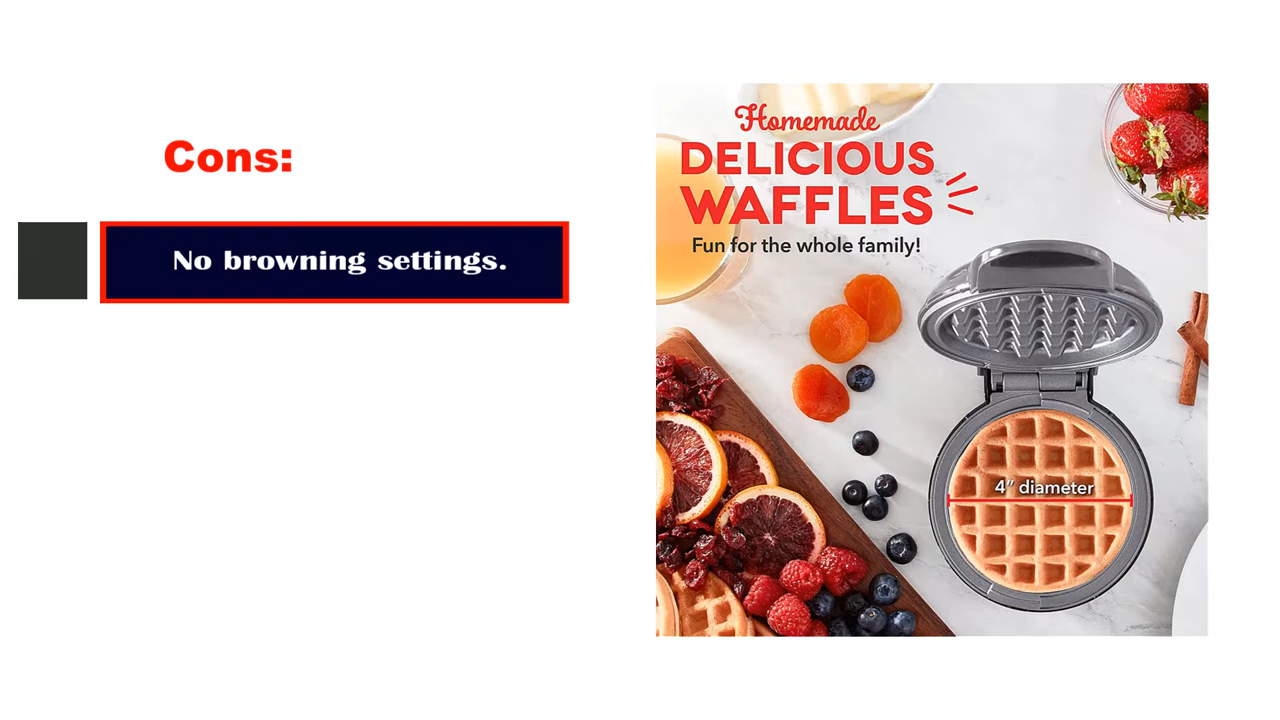 Cons:
No browning settings.
Homemade
DELICIOUS
WAFFLES
Fun for the whole family!
4" diameter